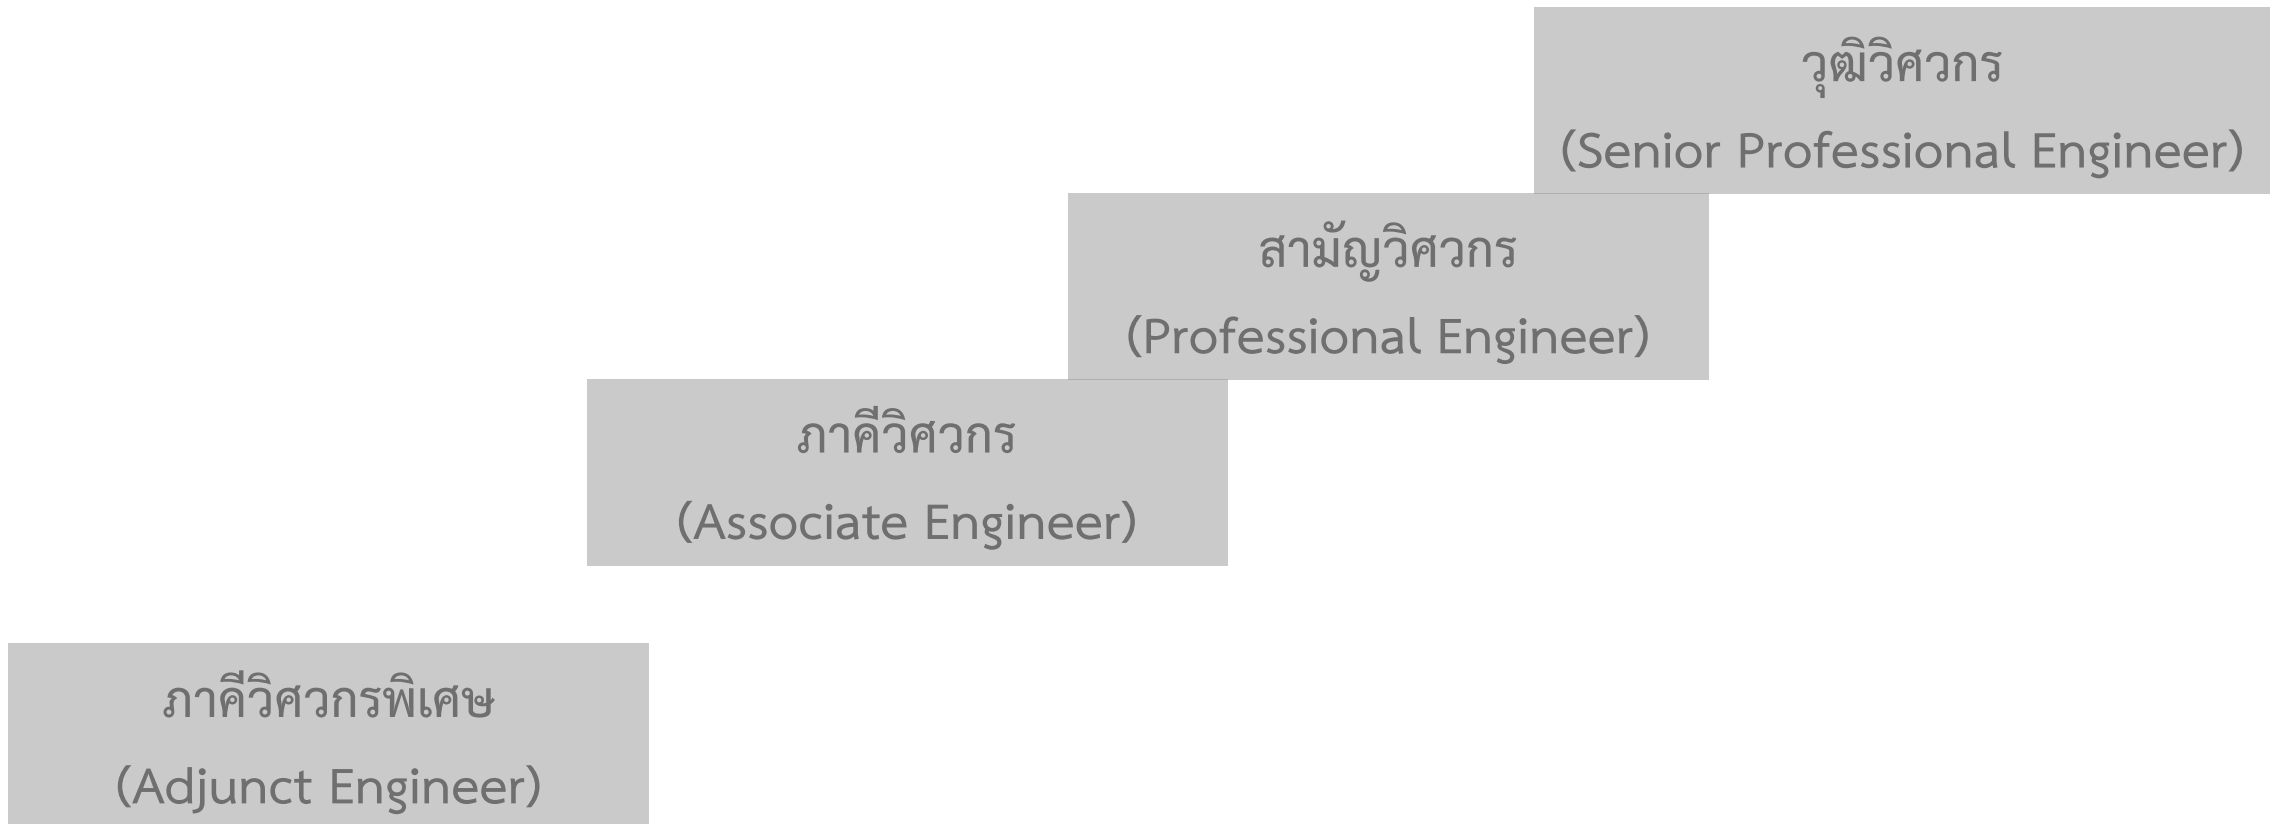 วุฒิวิศวกร
(Senior Professional Engineer)
สามัญวิศวกร
(Professional Engineer)
ภาคีวิศวกร
(Associate Engineer)
ภาคีวิศวกรพิเศษ
(Adjunct Engineer)